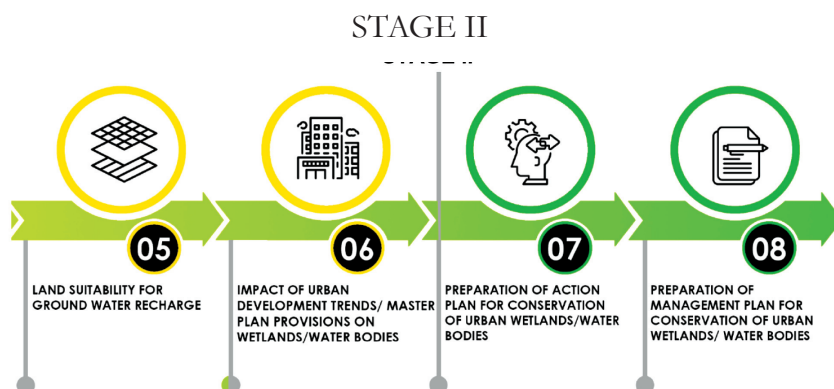 STAGE II
05
06
07
08
LAND SUITABILITY FOR
GROUND WATER RECHARGE
IMPACT OF URBAN
DEVELOPMENT TRENDS/ MASTER
PLAN PROVISIONS ON
WETLANDS/WATER BODIES
PREPARATION OF ACTION
PLAN FOR CONSERVATION
OF URBAN WETLANDS/WATER
BODIES
PREPARATION OF
MANAGEMENT PLAN FOR
CONSERVATION OF URBAN
WETLANDS/ WATER BODIES